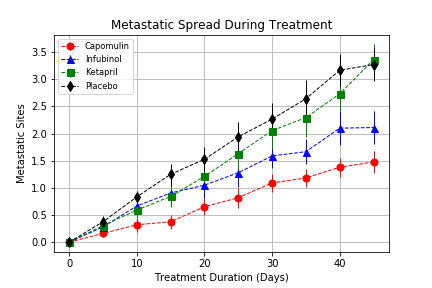 Metastatic Spread During Treatment
Capomulin
Infubinol
Ketapril
Placebo
Metastatic Sites
3.5
3.0
2.5
2.0
1.5
1.0
0.5
0.0
0
10
20
30
40
Treatment Duration (Days)